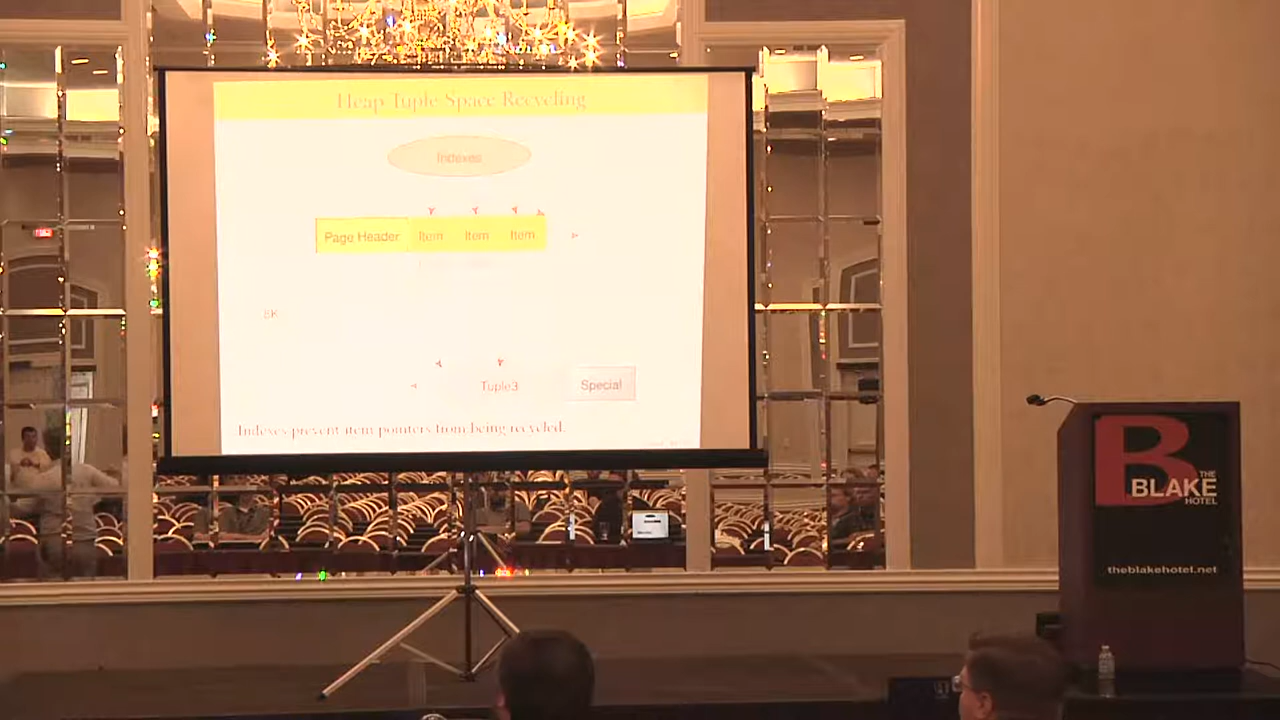 Heap Tuple Space Recycling
Indexes
Page Header Item Item Item
8K
Tuple3 Special
Indexes prevent item pointers from being recycled.
B
THE
BLAKE
HOTEL
theblakehotel.net